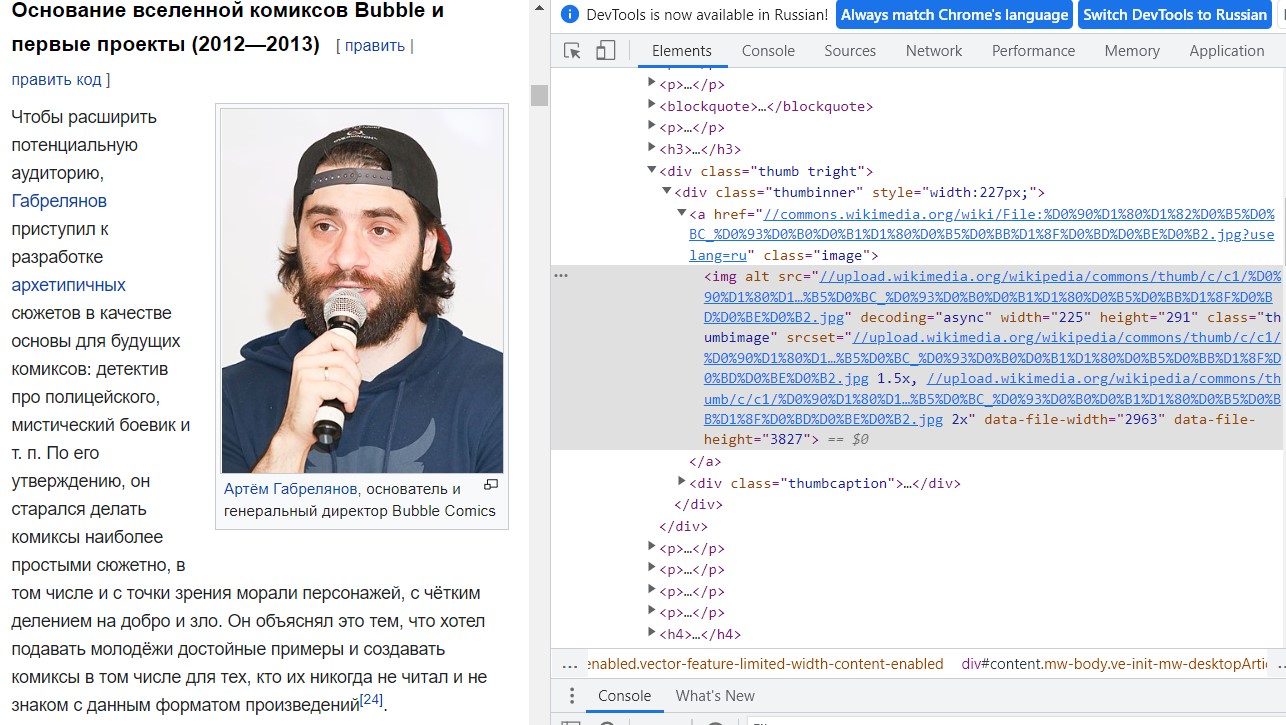 Основание вселенной комиксов Bubble и
первые проекты (2012—2013) [ править |
править код ]
Чтобы расширить
потенциальную
аудиторию,
Габрелянов
приступил к
разработке
архетипичных
сюжетов в качестве
основы для будущих
комиксов: детектив
про полицейского,
мистический боевик и
т. п. По его
утверждению, он
старался делать
комиксы наиболее
простыми сюжетно, в
том числе и с точки зрения морали персонажей, с чётким
делением на добро и зло. Он объяснял это тем, что хотел
подавать молодёжи достойные примеры и создавать
комиксы в том числе для тех, кто их никогда не читал и не
знаком с данным форматом произведений[24].
Артём Габрелянов, основатель и
генеральный директор Bubble Comics
DevTools is now available in Russian! Always match Chrome's language Switch DevTools to Russian
Elements Console Sources Network Performance Memory Application
<p>…</p>
<blockquote>…</blockquote>
<p>…</p>
<h3>…</h3>
<div class="thumb tright">
<div class="thumbinner" style="width:227px;">
<a href="//commons.wikimedia.org/wiki/File:%D0%90%D1%80%D1%82%D0%B5%D0%
BC_%D0%93%D0%B0%D0%B1%D1%80%D0%B5%D0%BB%D1%8F%D0%BD%D0%BE%D0%B2.jpg?use
lang=ru" class="image">
<img alt src="//upload.wikimedia.org/wikipedia/commons/thumb/c/c1/%D0%
90%D1%80%D1…%B5%D0%BC_%D0%93%D0%B0%D0%B1%D1%80%D0%B5%D0%BB%D1%8F%D0%B
D%D0%BE%D0%B2.jpg" decoding="async" width="225" height="291" class="th
umbimage" srcset="//upload.wikimedia.org/wikipedia/commons/thumb/c/c1/
%D0%90%D1%80%D1…%B5%D0%BC_%D0%93%D0%B0%D0%B1%D1%80%D0%B5%D0%BB%D1%8F%D
0%BD%D0%BE%D0%B2.jpg 1.5x, //upload.wikimedia.org/wikipedia/commons/th
umb/c/c1/%D0%90%D1%80%D1…%B5%D0%BC_%D0%93%D0%B0%D0%B1%D1%80%D0%B5%D0%B
B%D1%8F%D0%BD%D0%BE%D0%B2.jpg 2x" data-file-width="2963" data-file-
height="3827"> == $0
</a>
<div class="thumbcaption">…</div>
</div>
</div>
<p>…</p>
<p>…</p>
<p>…</p>
<p>…</p>
<h4>…</h4>
… enabled.vector-feature-limited-width-content-enabled div#content.mw-body.ve-init-mw-desktopArti
Console What's New